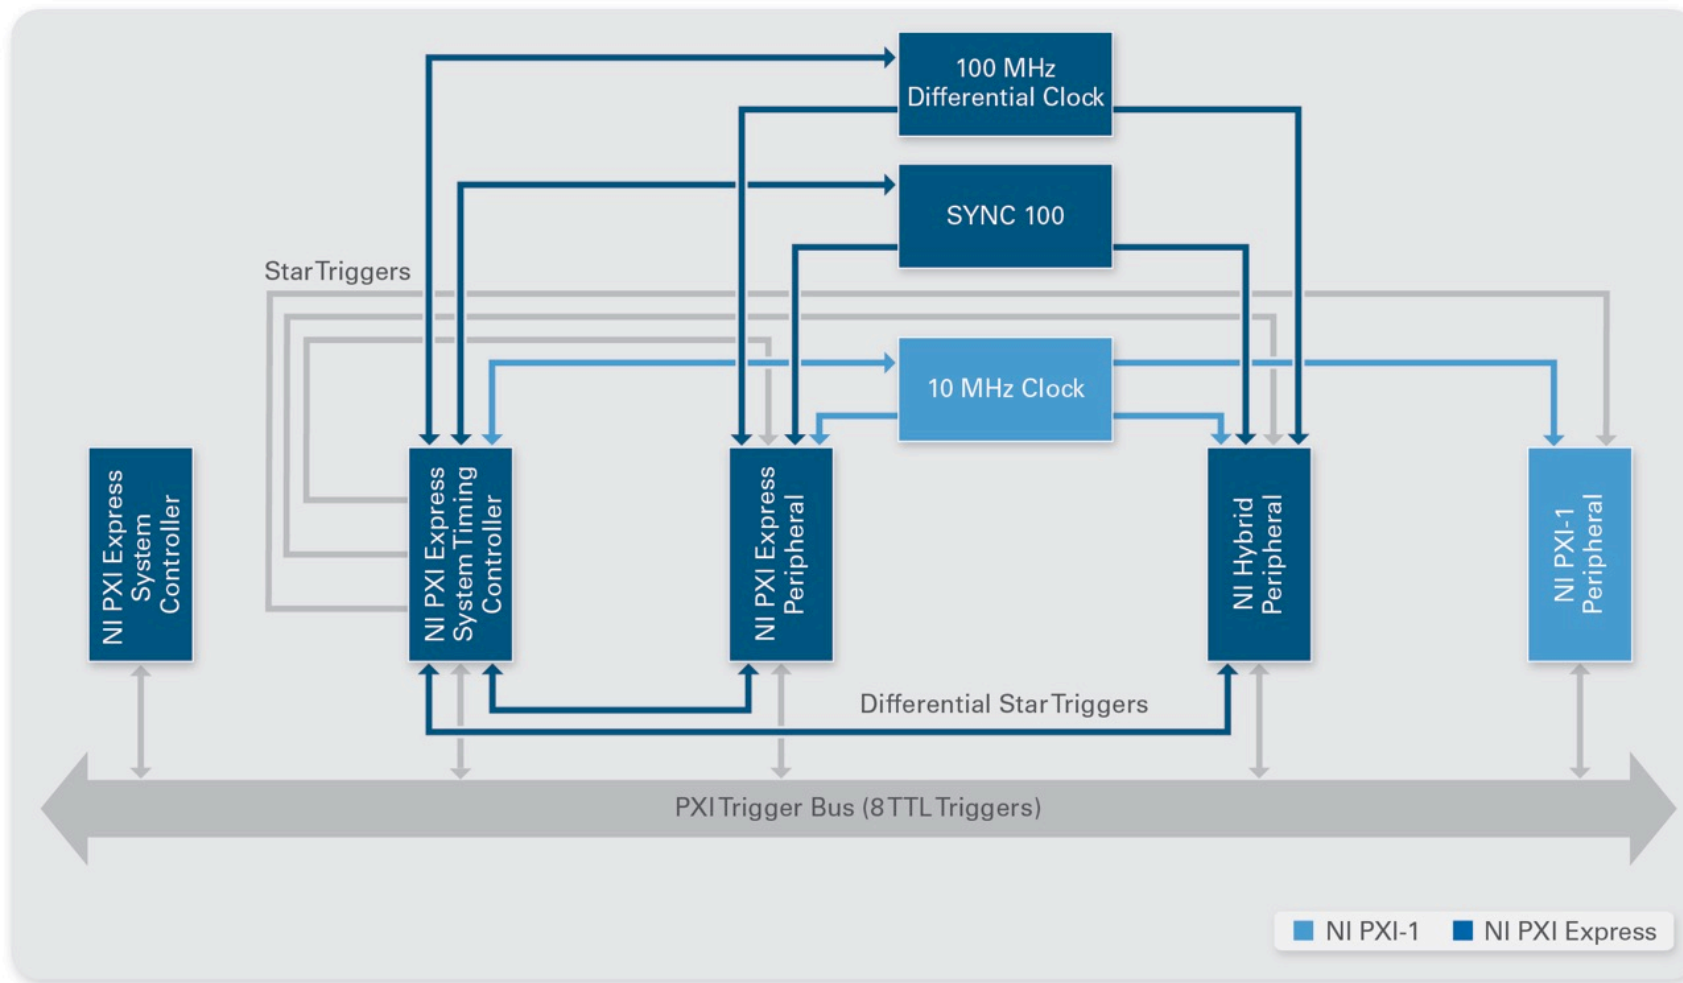 100 MHz
Differential Clock
SYNC 100
Star Triggers
10 MHz Clock
NI PXI Express
System
Controller
NI PXI Express
System Timing
Controller
NI PXI Express
Peripheral
NI Hybrid
Peripheral
NI PXI-1
Peripheral
Differential Star Triggers
PXI Trigger Bus (8 TTL Triggers)
NI PXI-1
NI PXI Express